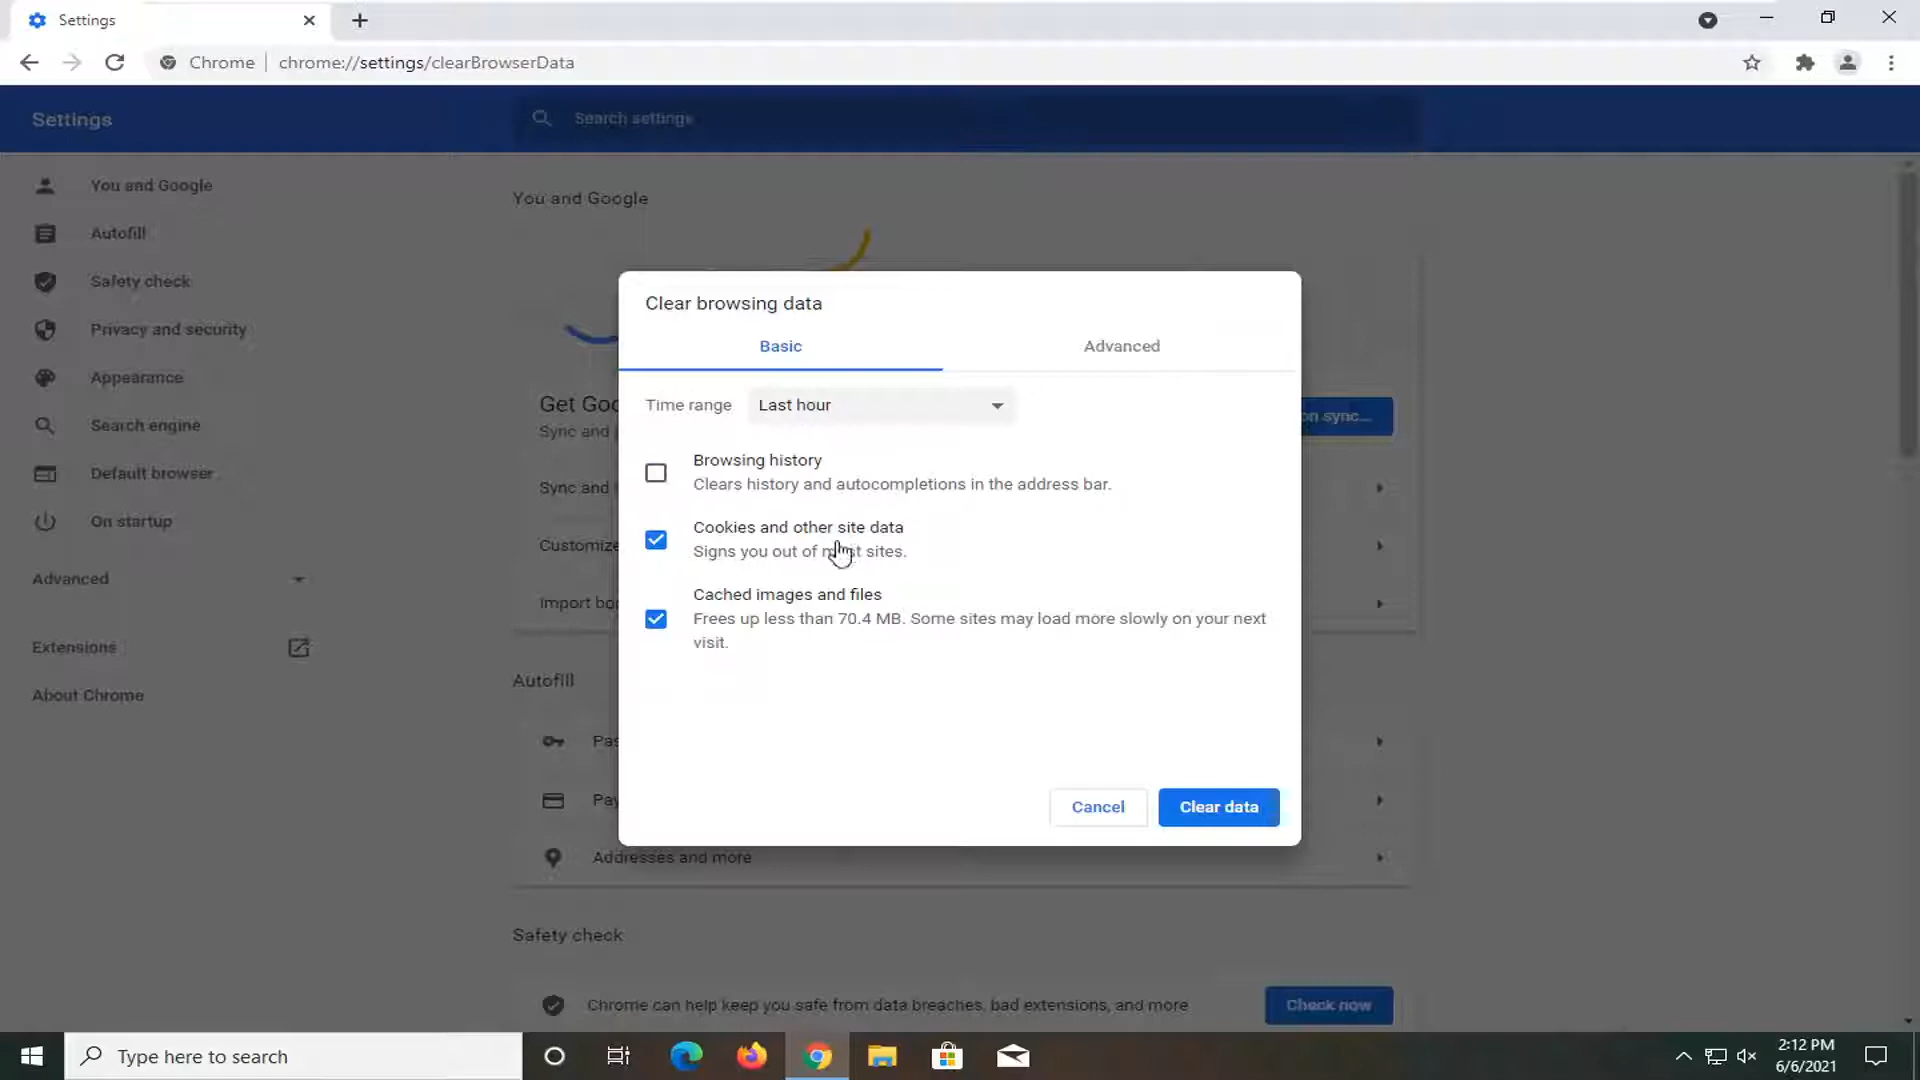 Settings
Chrome
chrome://settings/clearBrowserData
Settings
Search settings
You and Google
Autofill
Safety check
Privacy and security
Appearance
Search engine
Default browser
On startup
Advanced
Extensions
About Chrome
You and Google
Sync and
on sync...
Sync and
Customize
Import
Autofill
Addresses and more
Safety check
Chrome can help keep you safe from data breaches, bad extensions, and more
Check now
Clear browsing data
Basic
Advanced
Time range
Last hour
Browsing history
Clears history and autocompletions in the address bar.
Cookies and other site data
Signs you out of most sites.
Cached images and files
Frees up less than 70.4 MB. Some sites may load more slowly on your next
visit.
Cancel
Clear data
Type here to search
2:12 PM
6/6/2021